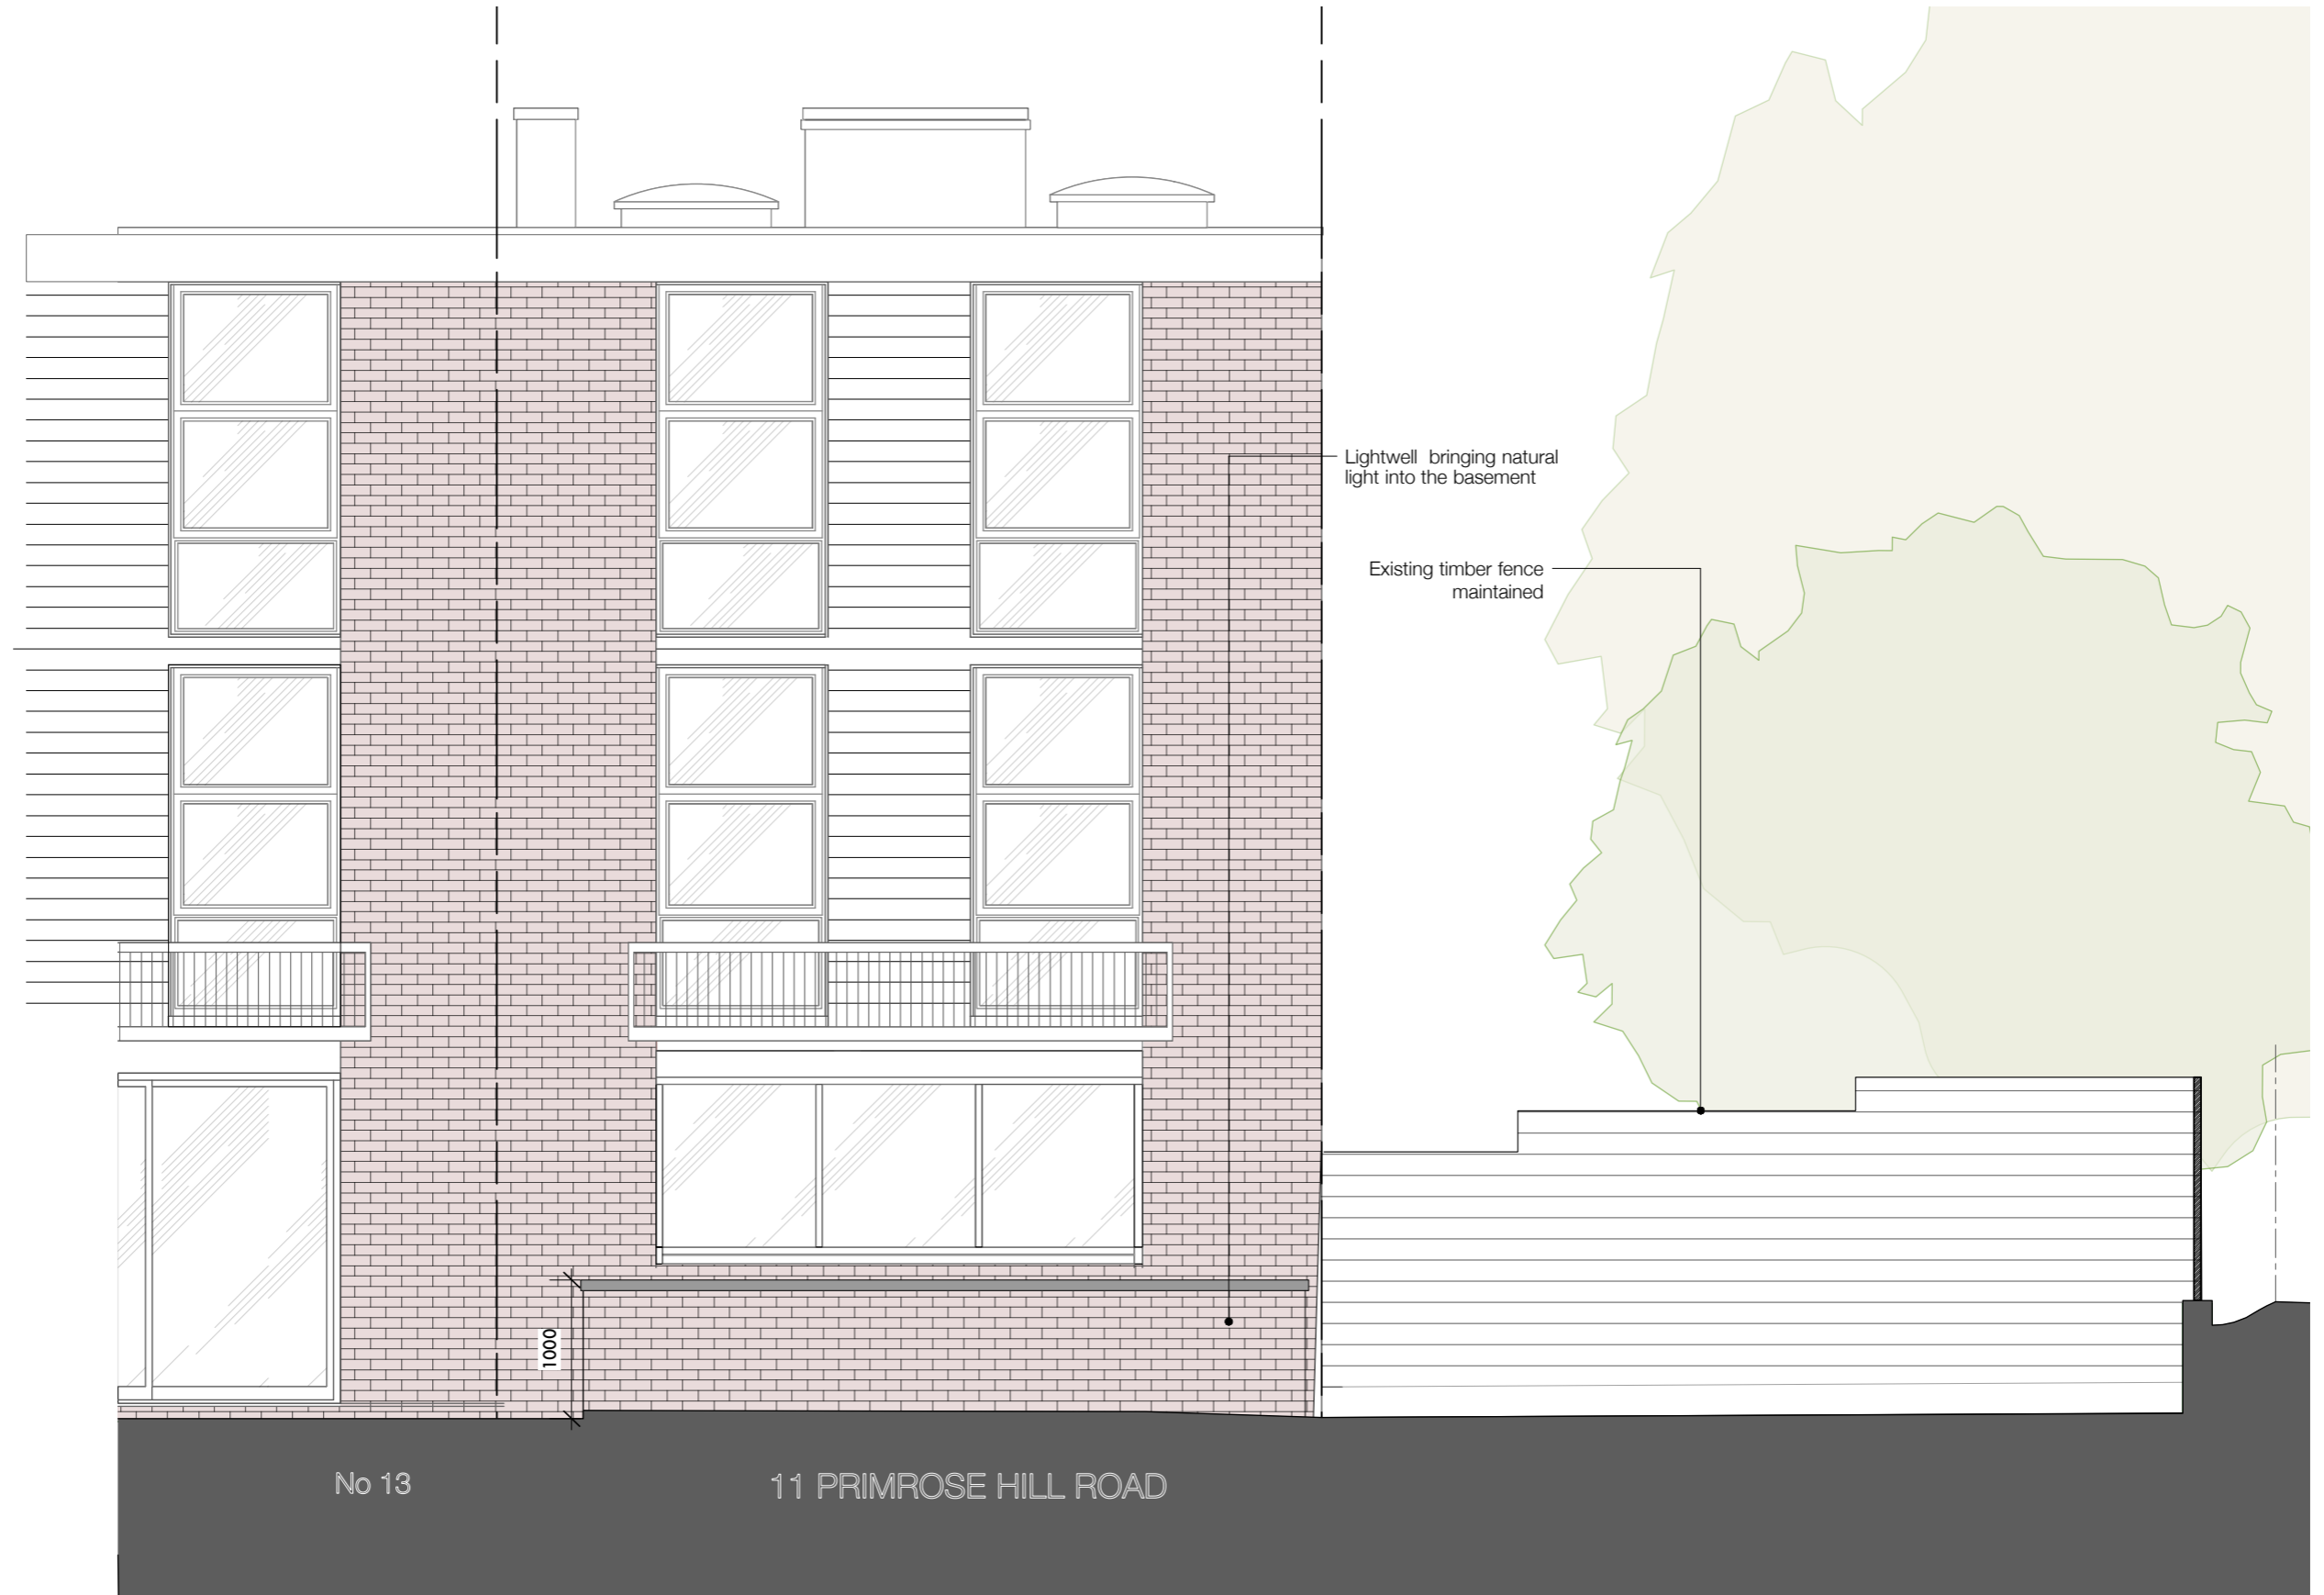 Lightwell bringing natural
light into the basement
Existing timber fence
maintained
1000
No 13
11 PRIMROSE HILL ROAD